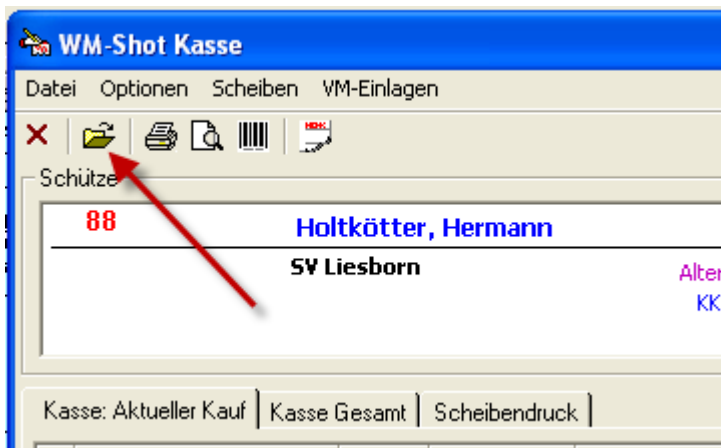 WM-Shot Kasse
Datei Optionen Scheiben VM-Einlagen
Schütze
88 Holtkötter, Hermann
SV Liesborn
Kasse: Aktueller Kauf Kasse Gesamt Scheibendruck